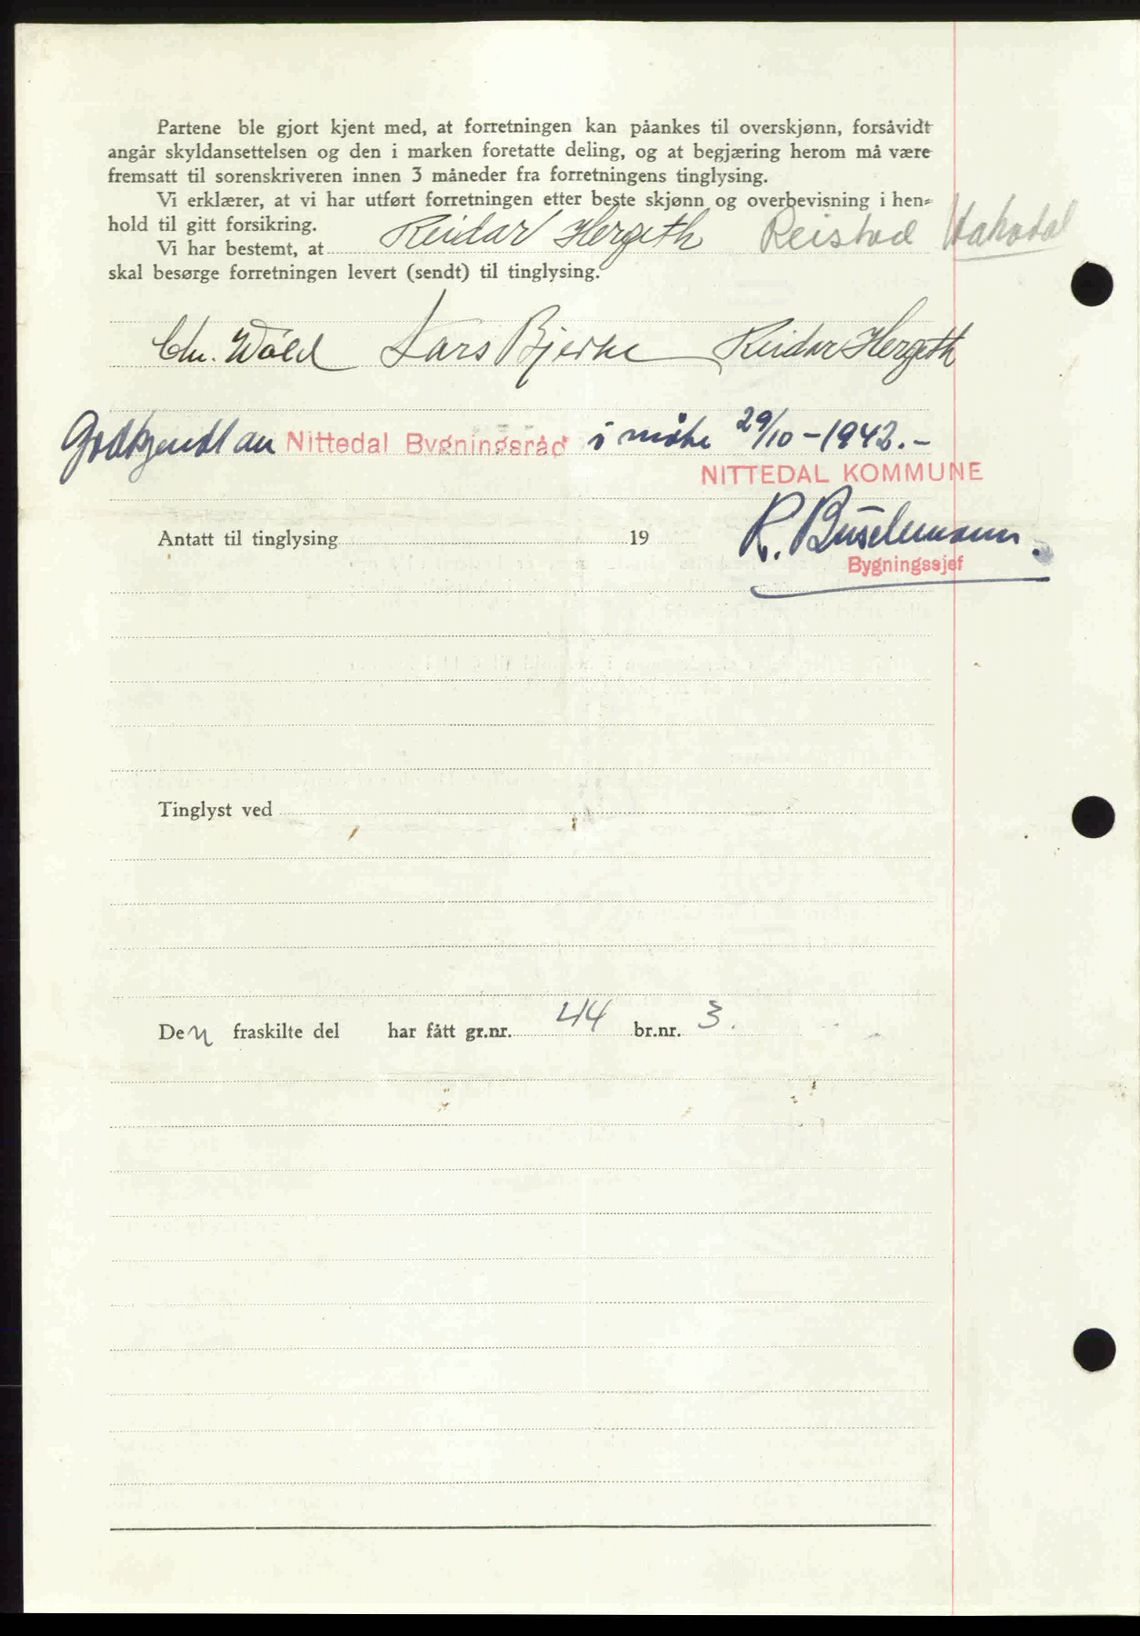 Partene ble gjort kjent med, at forretningen kan påankes til overskjønn, forsåvidt
angår skyldansettelsen og den i marken foretatte deling, og at begjæring herom må være
fremsatt til sorenskriveren innen 3 måneder fra forretningens tinglysing.
Vi erklærer, at vi har utført forretningen etter beste skjønn og overbevisning i hen-
hold til gitt forsikring.
Vi har bestemt, at Reidar Hergeth Reistad Hakadal
skal besørge forretningen levert (sendt) til tinglysing.
Chr. Wold Lars Bjerke Reidar Hergeth
Godkjendt av Nittedal Bygningsråd i møte 29/10-1942.-
NITTEDAL KOMMUNE
Antatt til tinglysing 19 R. Buselmann.
Bygningssjef
Tinglyst ved
Den fraskilte del har fått gr.nr. 44 br.nr. 3.